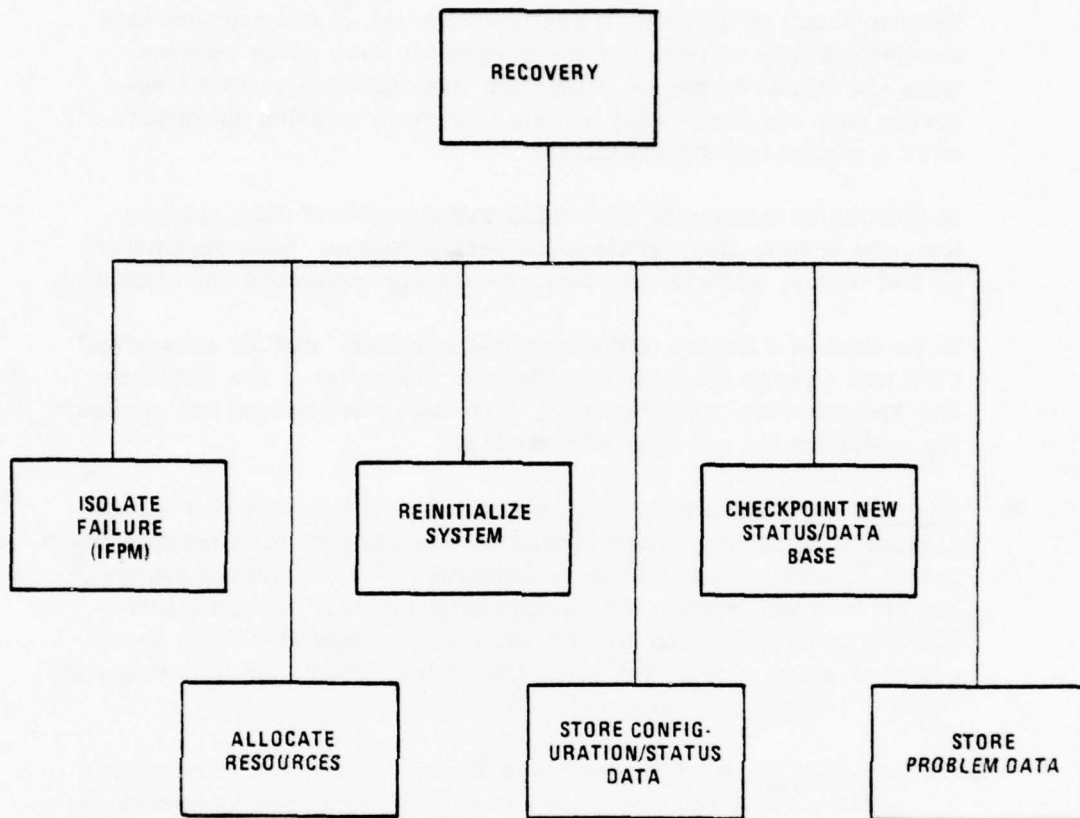 RECOVERY
ISOLATE
FAILURE
(IFPM)
REINITIALIZE
SYSTEM
CHECKPOINT NEW
STATUS/DATA
BASE
ALLOCATE
RESOURCES
STORE CONFIG-
URATION/STATUS
DATA
STORE
PROBLEM DATA